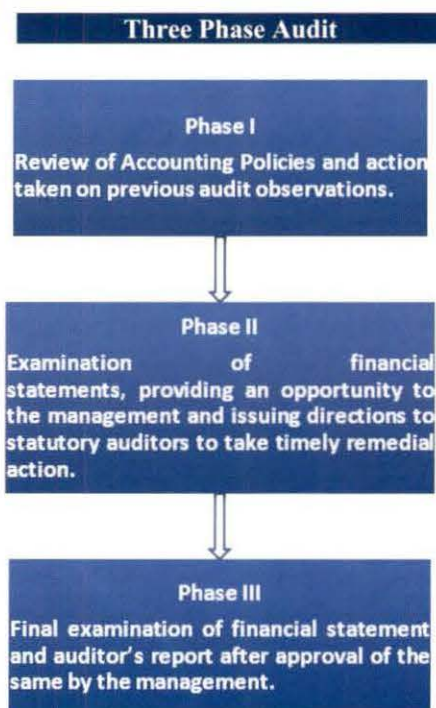 Three Phase Audit
Phase I
Review of Accounting Policies and action
taken on previous audit observations.
Phase II
Examination of financial
statements, providing an opportunity to
the management and issuing directions to
statutory auditors to take timely remedial
action.
Phase III
Final examination of financial statement
and auditor's report after approval of the
same by the management.